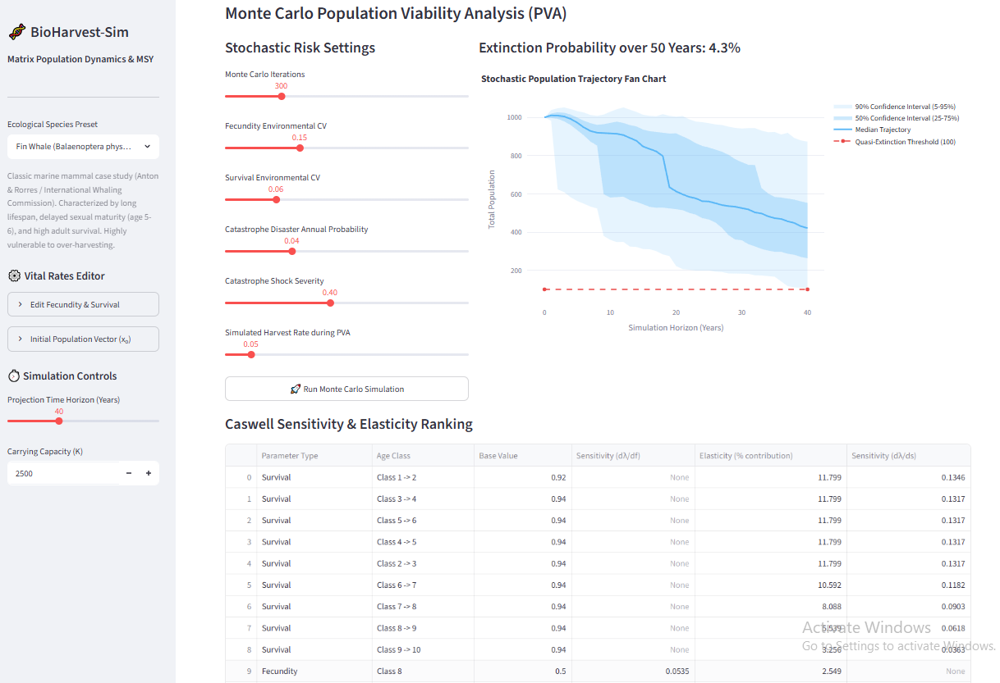 BioHarvest-Sim
Matrix Population Dynamics & MSY
Ecological Species Preset
Fin Whale (Balaenoptera phys...
Classic marine mammal case study (Anton
& Rorres / International Whaling
Commission). Characterized by long
lifespan, delayed sexual maturity (age 5-
6), and high adult survival. Highly
vulnerable to over-harvesting.
Vital Rates Editor
Edit Fecundity & Survival
Initial Population Vector (x₀)
Simulation Controls
Projection Time Horizon (Years)
40
Carrying Capacity (K)
2500 − +
Monte Carlo Population Viability Analysis (PVA)
Stochastic Risk Settings
Monte Carlo Iterations
300
Fecundity Environmental CV
0.15
Survival Environmental CV
0.06
Catastrophe Disaster Annual Probability
0.04
Catastrophe Shock Severity
0.40
Simulated Harvest Rate during PVA
0.05
Run Monte Carlo Simulation
Extinction Probability over 50 Years: 4.3%
Stochastic Population Trajectory Fan Chart
90% Confidence Interval (5-95%)
50% Confidence Interval (25-75%)
Median Trajectory
Quasi-Extinction Threshold (100)
Total Population
1000
800
600
400
200
0 10 20 30 40
Simulation Horizon (Years)
Caswell Sensitivity & Elasticity Ranking
Parameter Type Age Class Base Value Sensitivity (dλ/df) Elasticity (% contribution) Sensitivity (dλ/ds)
0 Survival Class 1 -> 2 0.92 None 11.799 0.1346
1 Survival Class 3 -> 4 0.94 None 11.799 0.1317
2 Survival Class 5 -> 6 0.94 None 11.799 0.1317
3 Survival Class 4 -> 5 0.94 None 11.799 0.1317
4 Survival Class 2 -> 3 0.94 None 11.799 0.1317
5 Survival Class 6 -> 7 0.94 None 10.592 0.1182
6 Survival Class 7 -> 8 0.94 None 8.088 0.0903
7 Survival Class 8 -> 9 0.94 None 5.539 0.0618
8 Survival Class 9 -> 10 0.94 None 3.256 0.0363
9 Fecundity Class 8 0.5 0.0535 2.549 None
Activate Windows
Go to Settings to activate Windows.